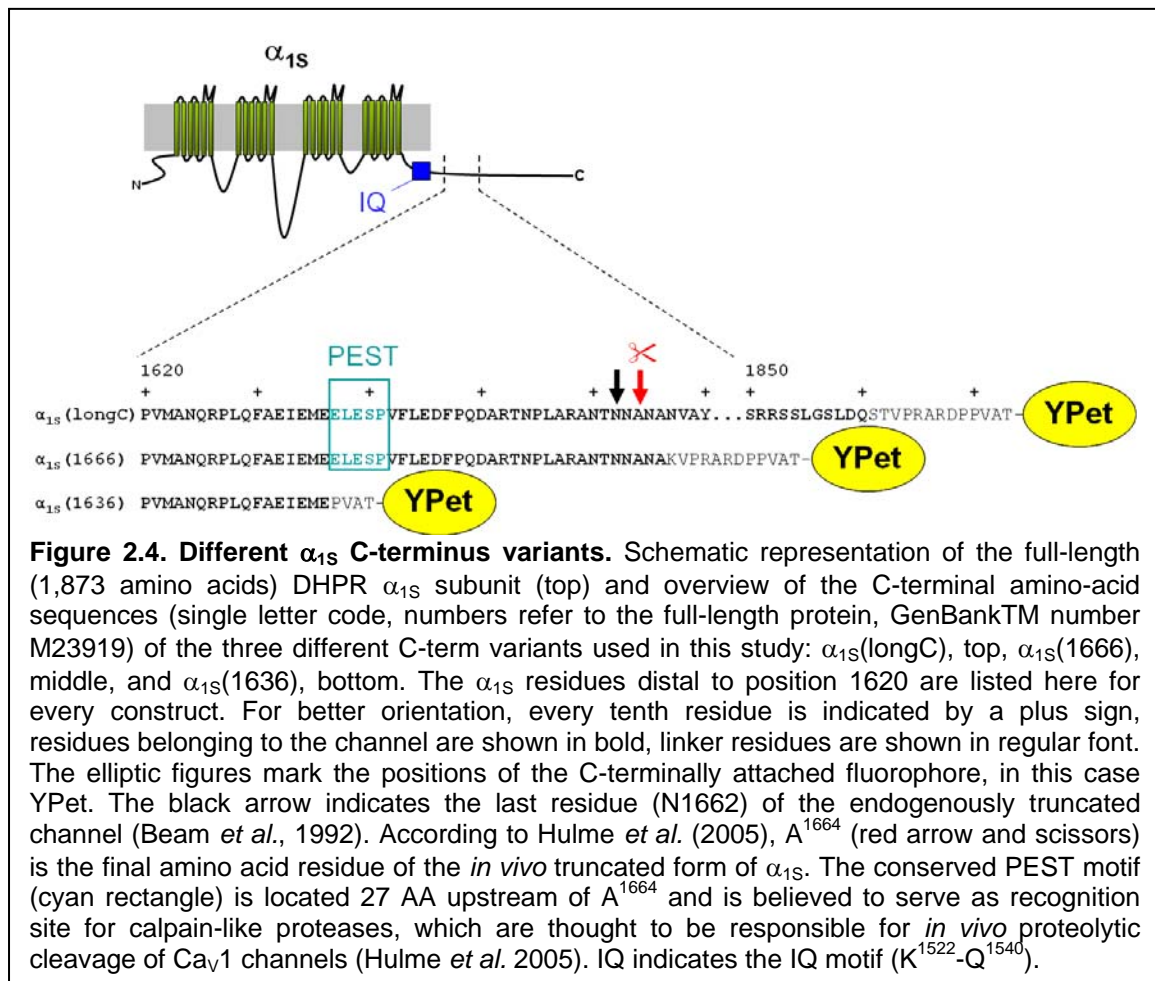 α1S
N
IQ
C
PEST
1620 1850
+ + + + + + + +
α1s(longC) PVMANQRPLQFAEIEMEELESPVFLEDFPQDARTNPLARANTNNANANVAY...SRRSSLGSLDQSTVPRARDPPVAT- YPet
α1s(1666) PVMANQRPLQFAEIEMEELESPVFLEDFPQDARTNPLARANTNNANAKVPRARDPPVAT- YPet
α1s(1636) PVMANQRPLQFAEIEMEPVAT- YPet
Figure 2.4. Different α1S C-terminus variants. Schematic representation of the full-length
(1,873 amino acids) DHPR α1S subunit (top) and overview of the C-terminal amino-acid
sequences (single letter code, numbers refer to the full-length protein, GenBankTM number
M23919) of the three different C-term variants used in this study: α1S(longC), top, α1S(1666),
middle, and α1S(1636), bottom. The α1S residues distal to position 1620 are listed here for
every construct. For better orientation, every tenth residue is indicated by a plus sign,
residues belonging to the channel are shown in bold, linker residues are shown in regular font.
The elliptic figures mark the positions of the C-terminally attached fluorophore, in this case
YPet. The black arrow indicates the last residue (N1662) of the endogenously truncated
channel (Beam et al., 1992). According to Hulme et al. (2005), A1664 (red arrow and scissors)
is the final amino acid residue of the in vivo truncated form of α1S. The conserved PEST motif
(cyan rectangle) is located 27 AA upstream of A1664 and is believed to serve as recognition
site for calpain-like proteases, which are thought to be responsible for in vivo proteolytic
cleavage of CaV1 channels (Hulme et al. 2005). IQ indicates the IQ motif (K1522-Q1540).